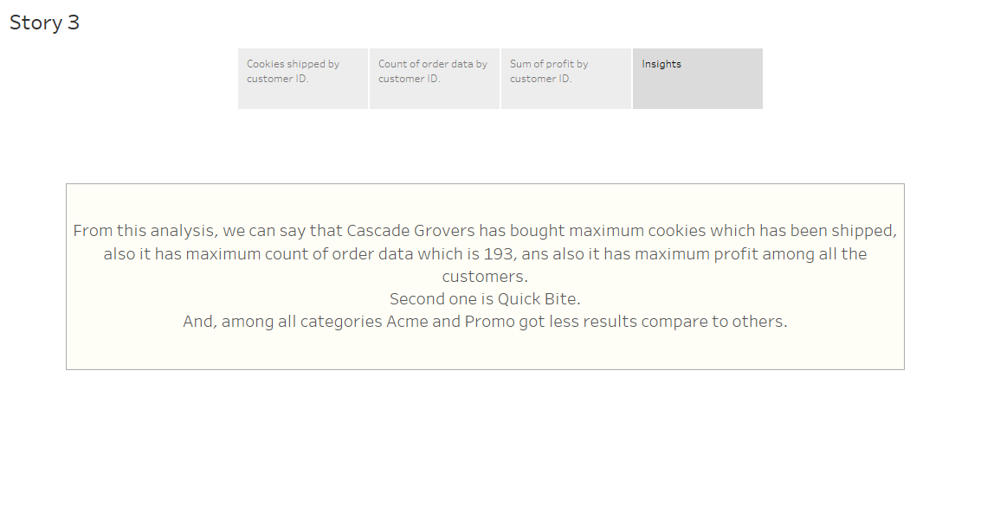 Story 3
Cookies shipped by
customer ID.
Count of order data by
customer ID.
Sum of profit by
customer ID.
Insights
From this analysis, we can say that Cascade Grovers has bought maximum cookies which has been shipped,
also it has maximum count of order data which is 193, ans also it has maximum profit among all the
customers.
Second one is Quick Bite.
And, among all categories Acme and Promo got less results compare to others.